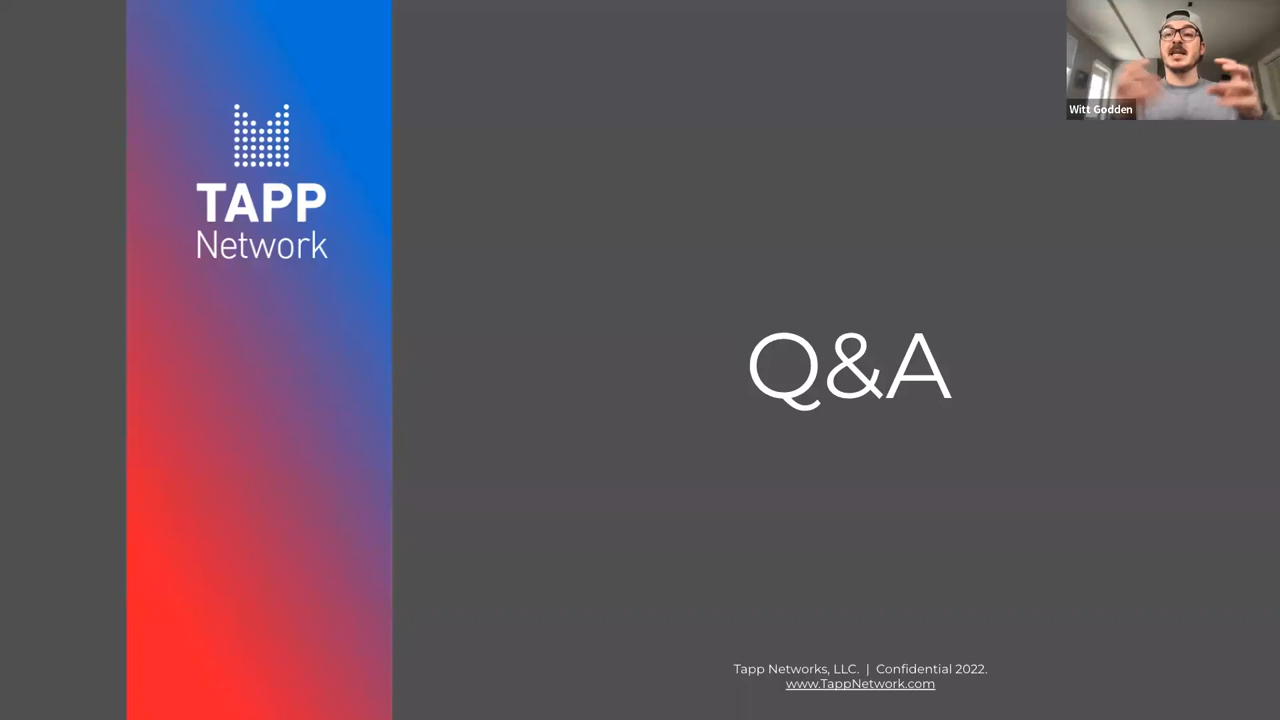 TAPP
Network
Q&A
Witt Godden
Tapp Networks, LLC. | Confidential 2022.
www.TappNetwork.com